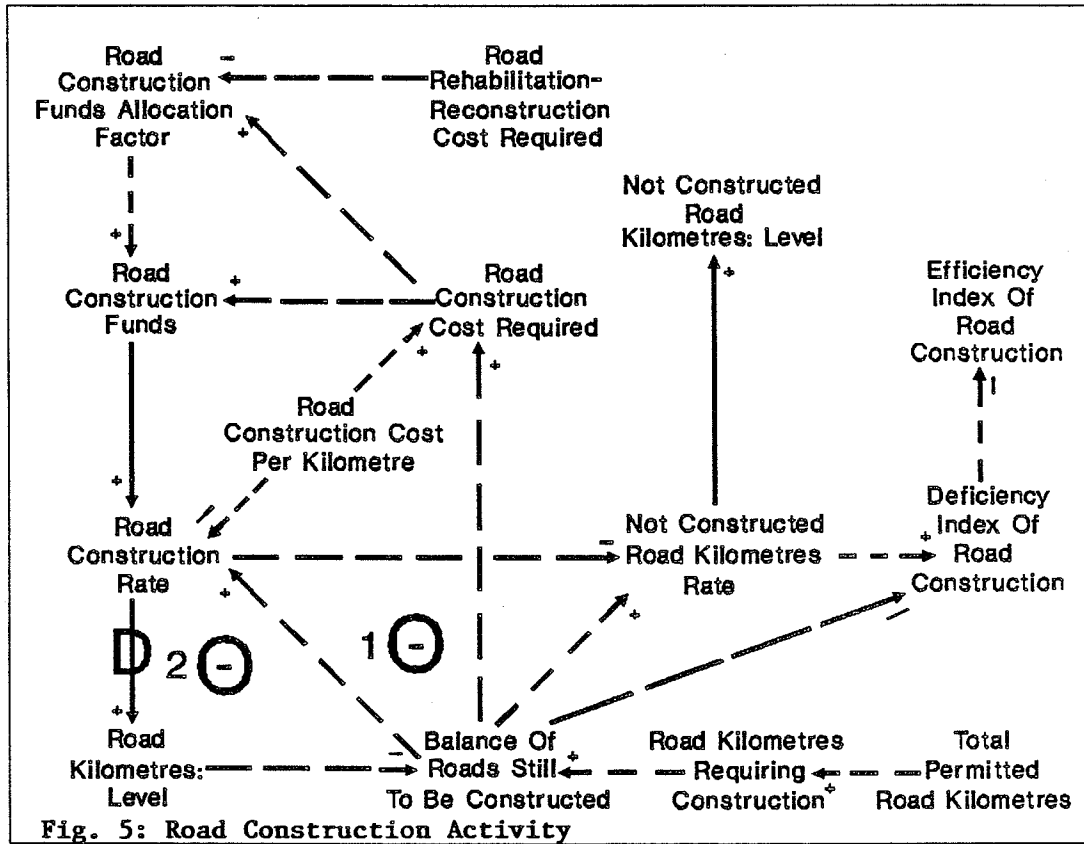 Road
Construction
Funds Allocation
Factor
-
+
Road
Rehabilitation-
Reconstruction
Cost Required
Not Constructed
Road
Kilometres: Level
+
+
Road
Construction
Funds
+
Road
Construction
Cost Required
+
+
Efficiency
Index Of
Road
Construction
Road
Construction Cost
Per Kilometre
+
Road
Construction
Rate
+
-
Not Constructed
Road Kilometres
Rate
+
+
Deficiency
Index Of
Road
Construction
-
D
2
-
1
-
+
Road
Kilometres:
Level
-
Balance Of
Roads Still
To Be Constructed
+
Road Kilometres
Requiring
Construction
+
Total
Permitted
Road Kilometres
Fig. 5: Road Construction Activity